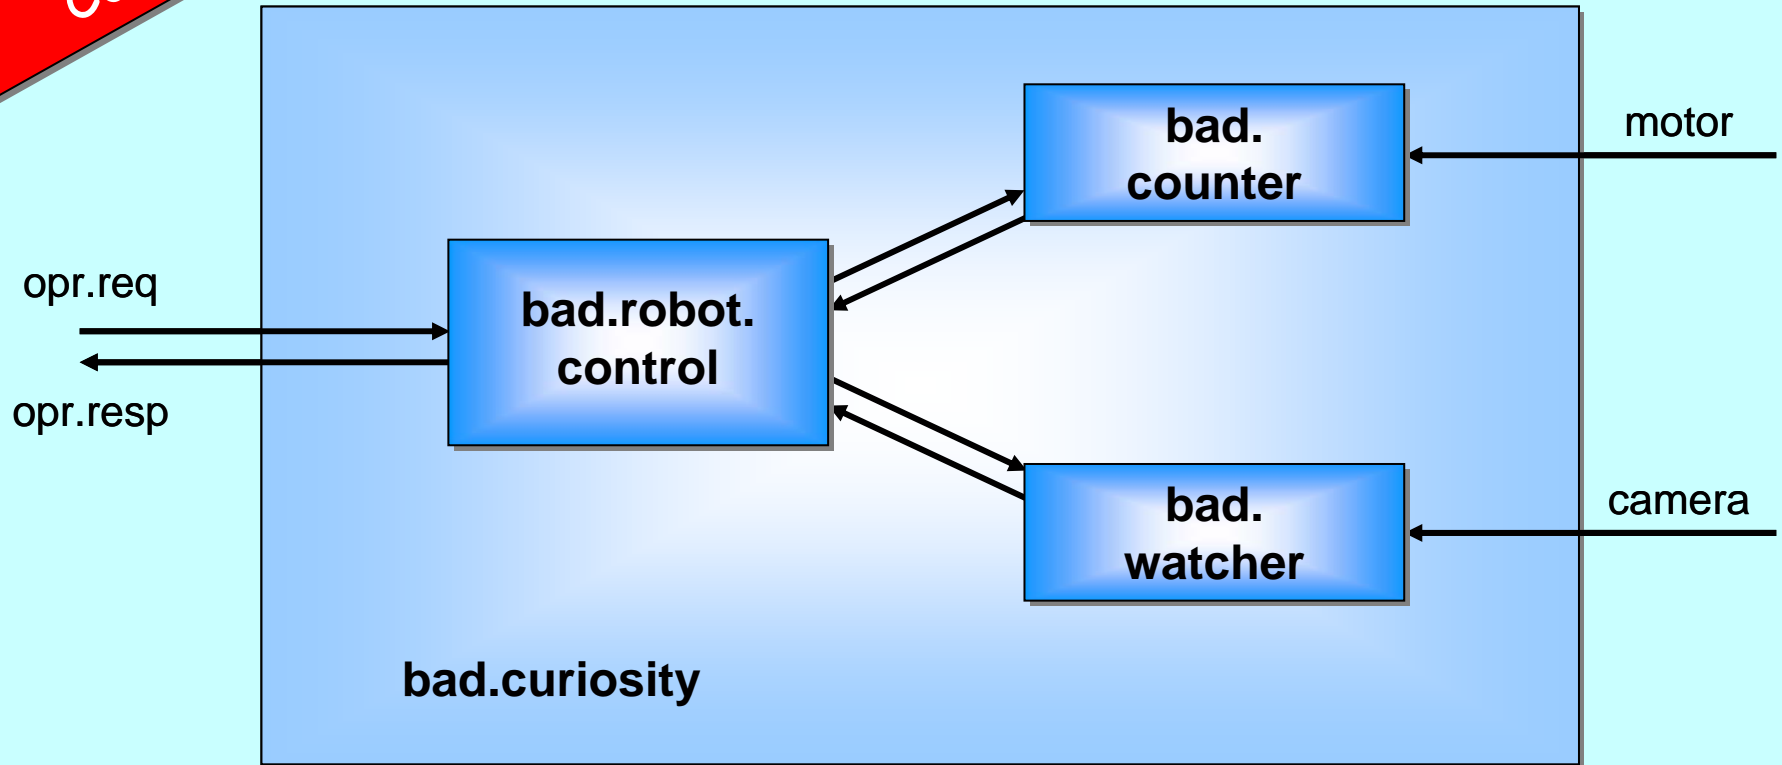 bad.
counter
motor
opr.req
bad.robot.
control
opr.resp
bad.
watcher
camera
bad.curiosity